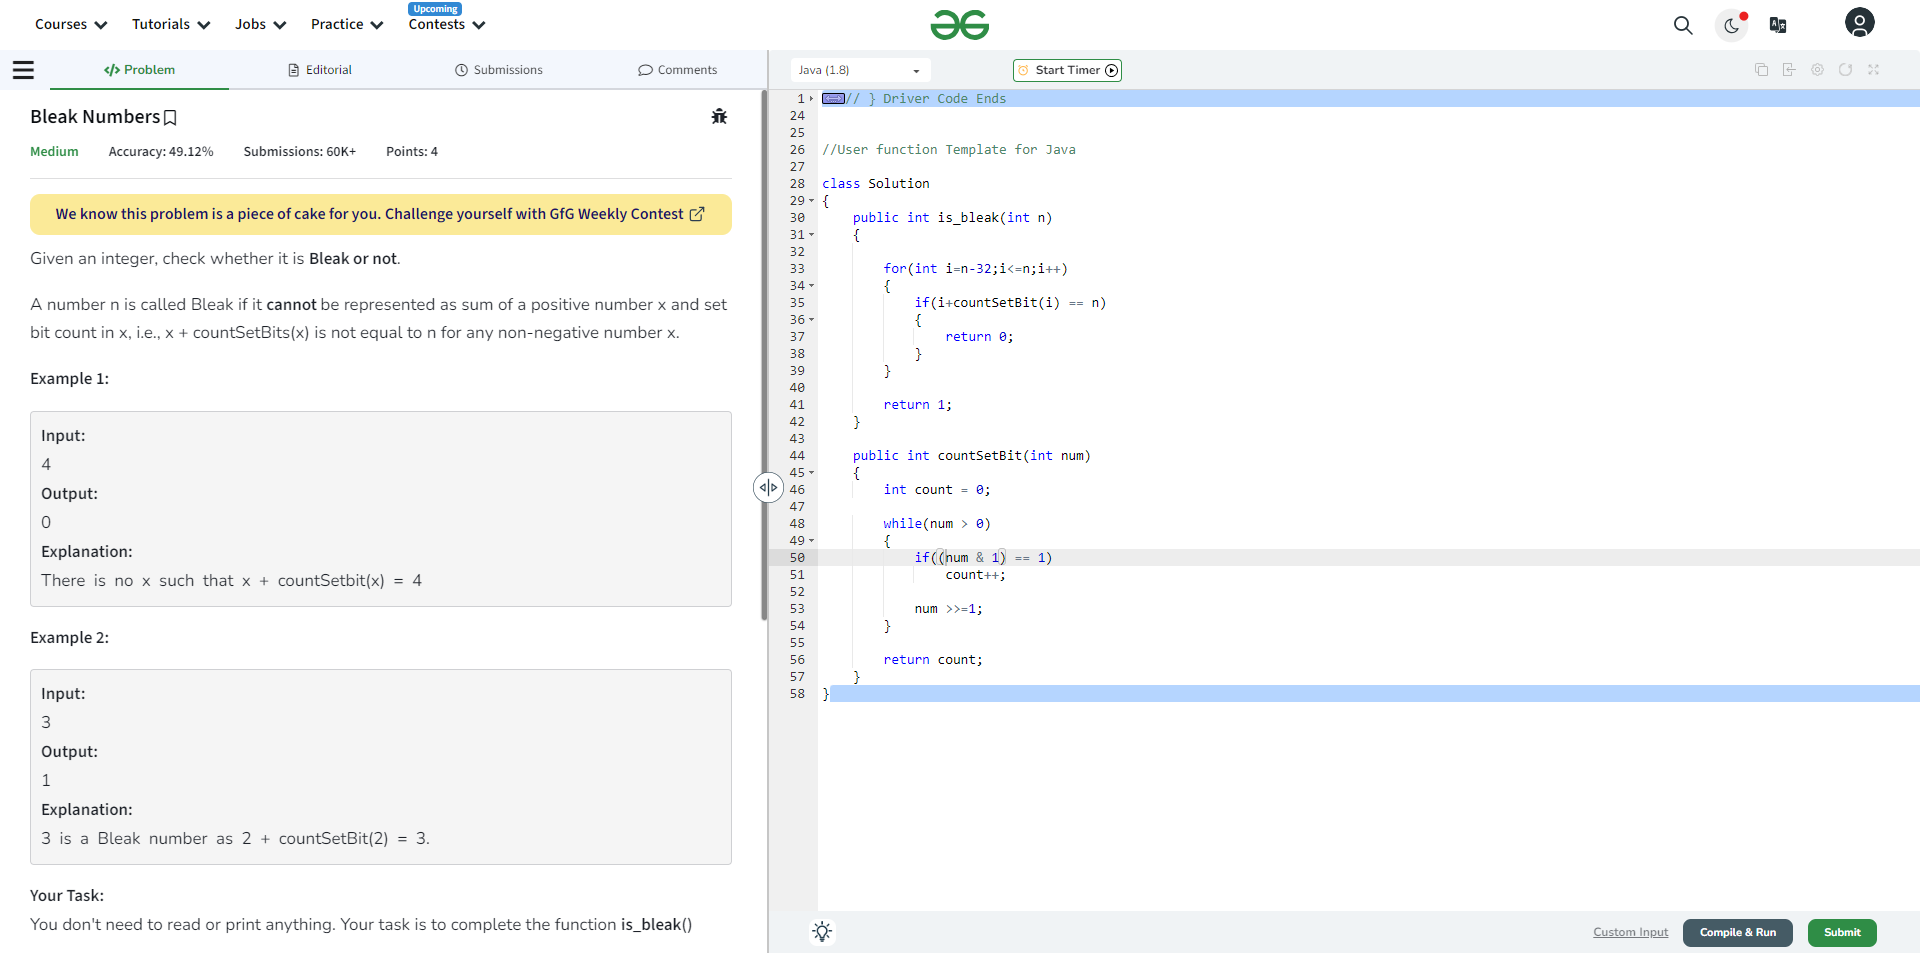 Courses Tutorials Jobs Practice Upcoming Contests
Problem Editorial Submissions Comments
Bleak Numbers
Medium Accuracy: 49.12% Submissions: 60K+ Points: 4
We know this problem is a piece of cake for you. Challenge yourself with GfG Weekly Contest
Given an integer, check whether it is Bleak or not.
A number n is called Bleak if it cannot be represented as sum of a positive number x and set
bit count in x, i.e., x + countSetBits(x) is not equal to n for any non-negative number x.
Example 1:
Input:
4
Output:
0
Explanation:
There is no x such that x + countSetbit(x) = 4
Example 2:
Input:
3
Output:
1
Explanation:
3 is a Bleak number as 2 + countSetBit(2) = 3.
Your Task:
You don't need to read or print anything. Your task is to complete the function is_bleak()
Java (1.8) Start Timer
1 // } Driver Code Ends
24
25
26 //User function Template for Java
27
28 class Solution
29 {
30 public int is_bleak(int n)
31 {
32
33 for(int i=n-32;i<=n;i++)
34 {
35 if(i+countSetBit(i) == n)
36 {
37 return 0;
38 }
39 }
40
41 return 1;
42 }
43
44 public int countSetBit(int num)
45 {
46 int count = 0;
47
48 while(num > 0)
49 {
50 if((num & 1) == 1)
51 count++;
52
53 num >>=1;
54 }
55
56 return count;
57 }
58 }
Custom Input Compile & Run Submit